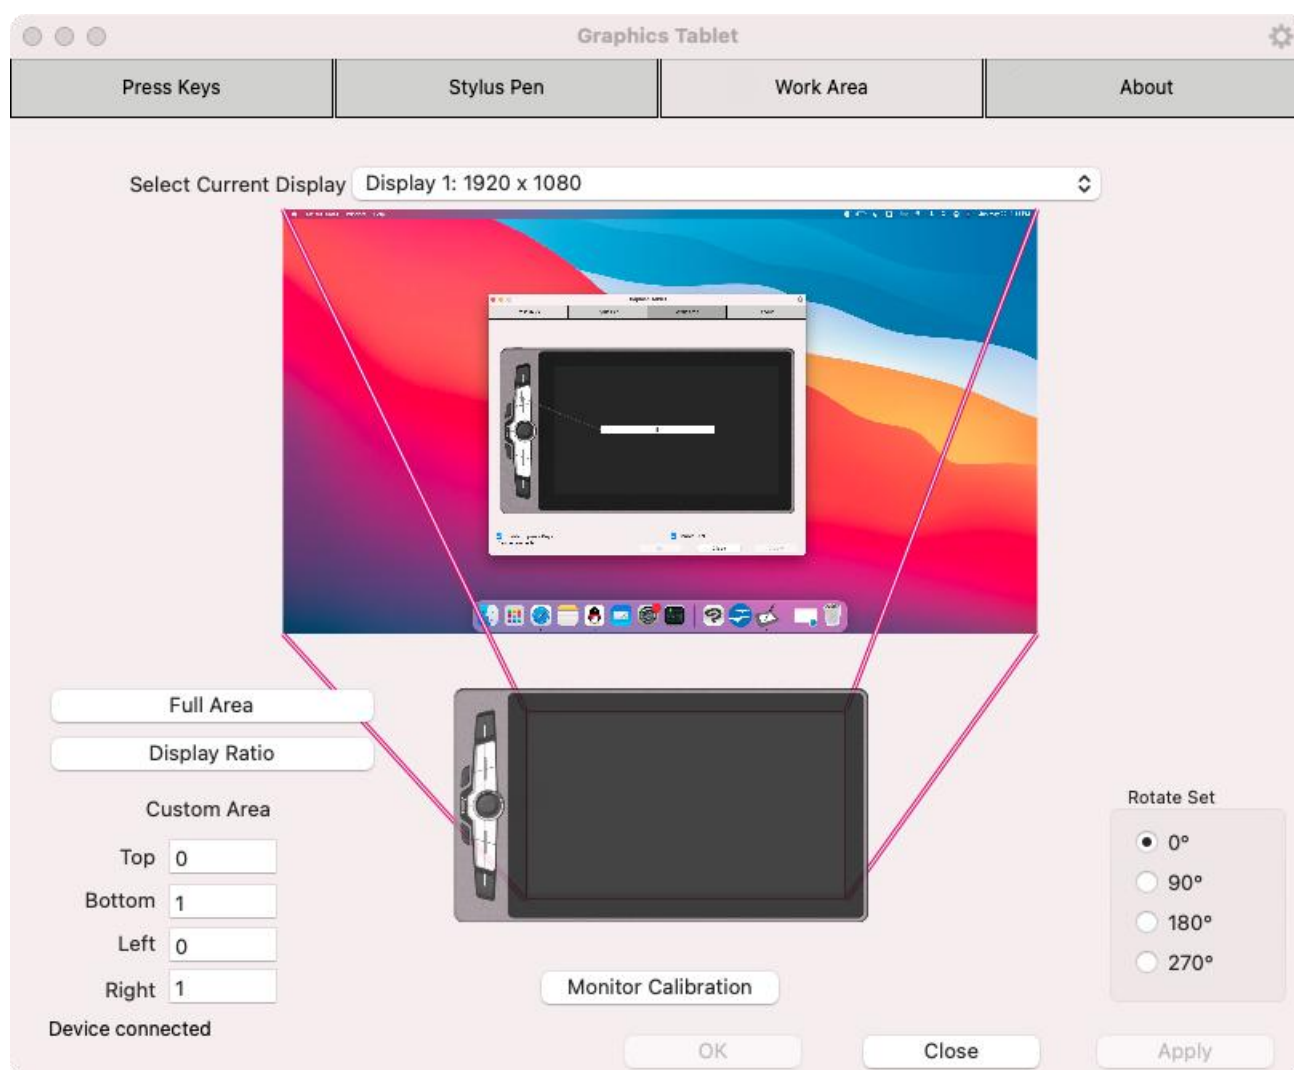 Graphics Tablet
Press Keys
Stylus Pen
Work Area
About
Select Current Display
Display 1: 1920 x 1080
Full Area
Display Ratio
Custom Area
Top 0
Bottom 1
Left 0
Right 1
Device connected
Monitor Calibration
Rotate Set
0°
90°
180°
270°
OK
Close
Apply